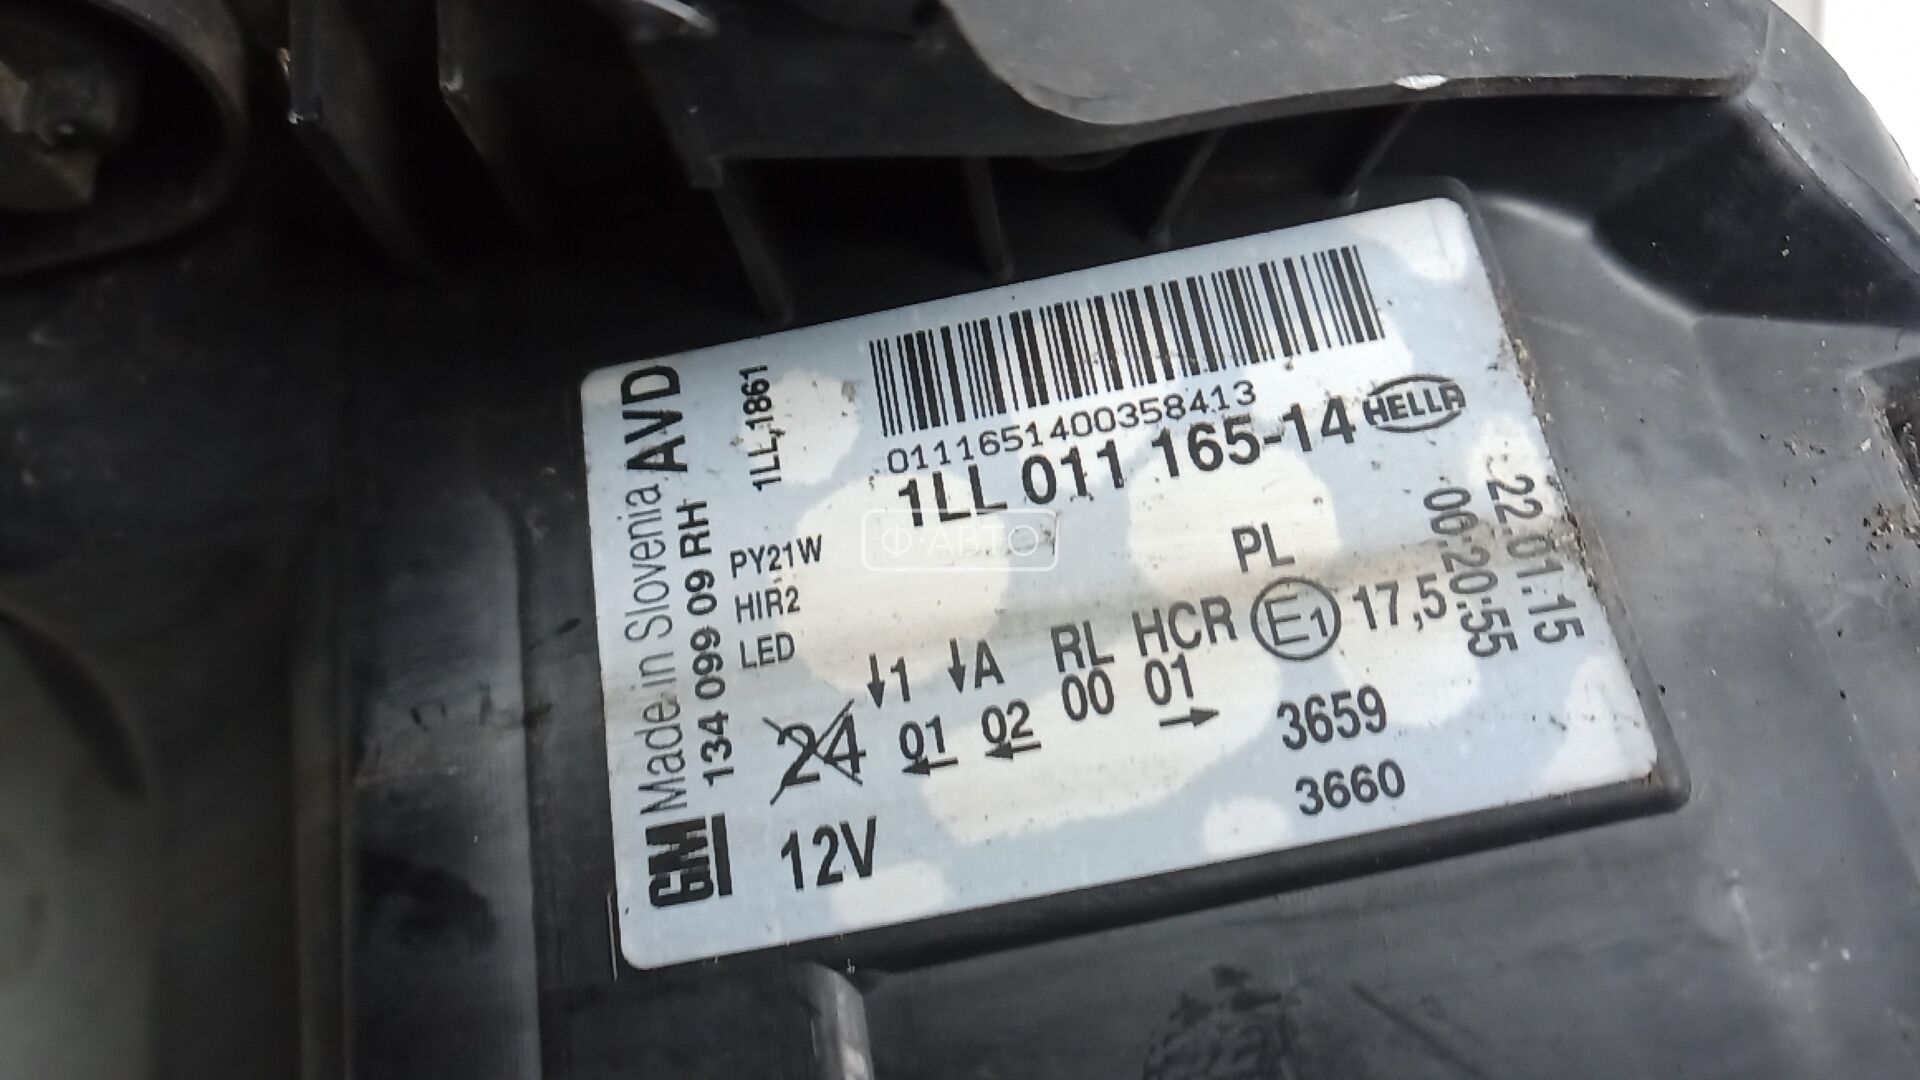 0111651400358413
1LL 011 165-14 HELLA
GM Made in Slovenia AVD
134 099 09 RH
1LL,1861
PY21W
HIR2
LED
Ф·АВТО
PL
1 A RL HCR E1 17,5
24 01 02 00 01
3659
3660
12V
22.01.15
00:20:55